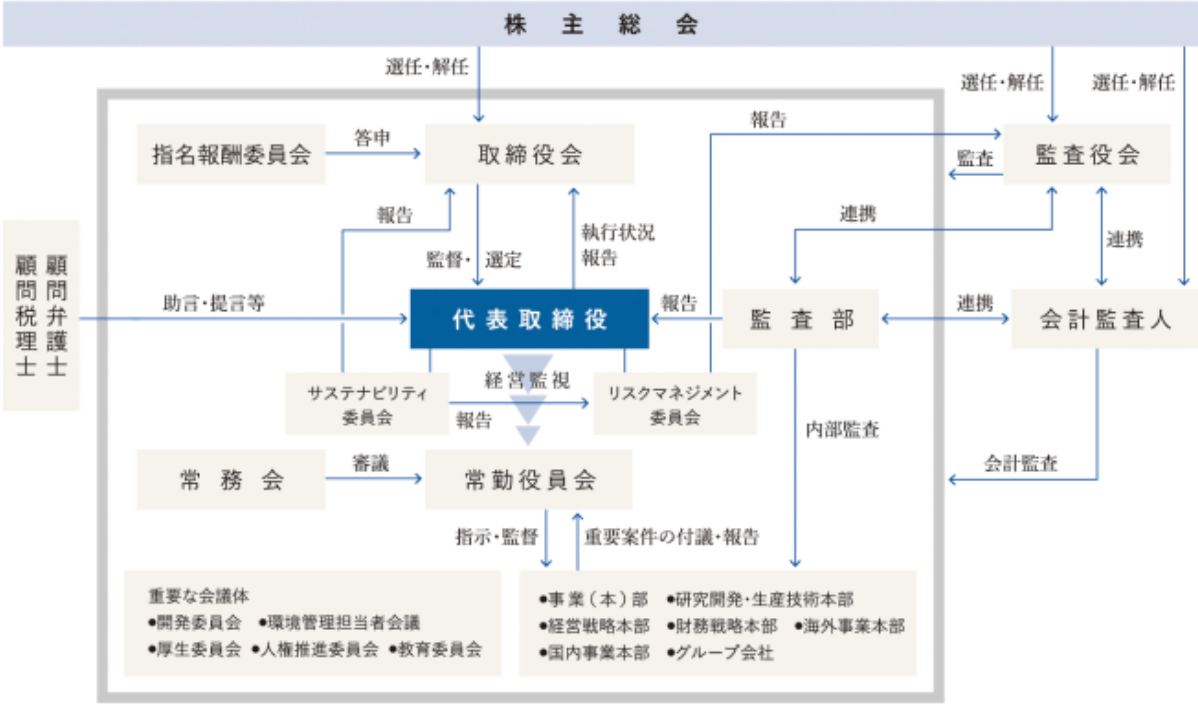 株主総会
選任・解任
選任・解任
選任・解任
指名報酬委員会
答申
取締役会
報告
監査役会
監査
報告
監督・選定
執行状況
報告
連携
連携
顧問弁護士
顧問税理士
助言・提言等
代表取締役
報告
監査部
連携
会計監査人
サステナビリティ
委員会
経営監視
報告
リスクマネジメント
委員会
内部監査
会計監査
常務会
審議
常勤役員会
指示・監督
重要案件の付議・報告
重要な会議体
●開発委員会 ●環境管理担当者会議
●厚生委員会 ●人権推進委員会 ●教育委員会
●事業（本）部 ●研究開発・生産技術本部
●経営戦略本部 ●財務戦略本部 ●海外事業本部
●国内事業本部 ●グループ会社